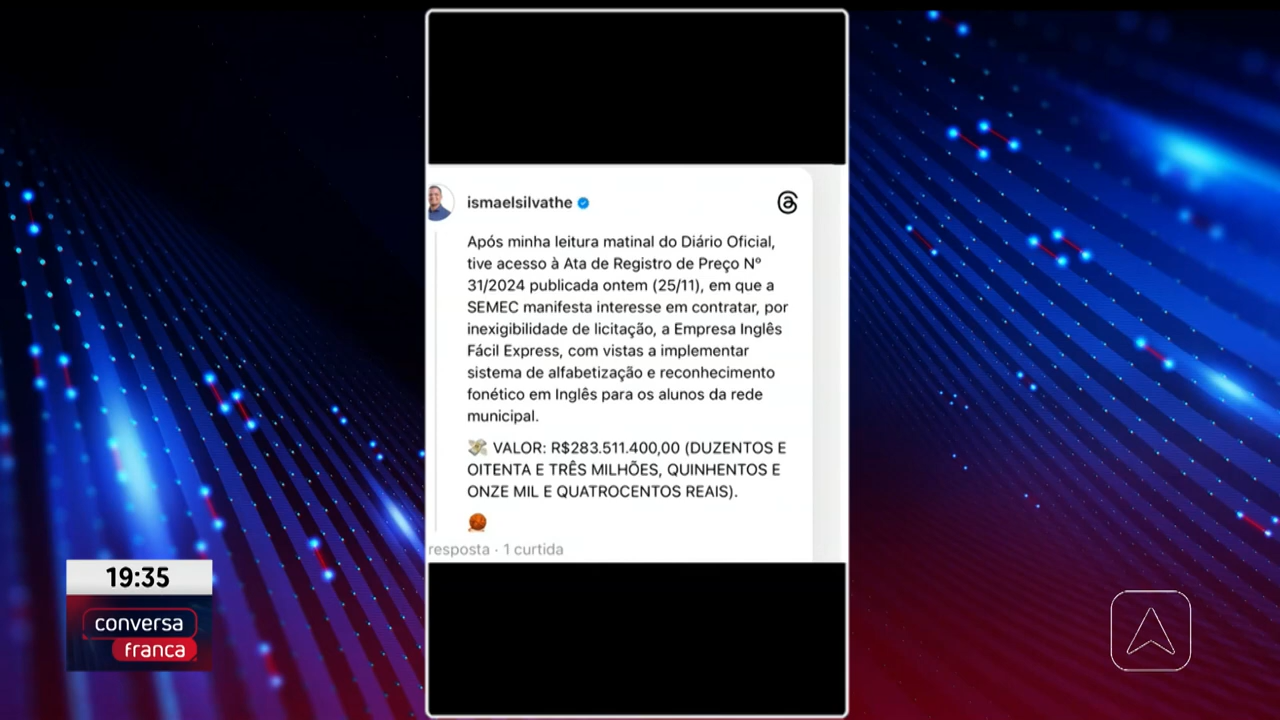 ismaelsilvathe
Após minha leitura matinal do Diário Oficial,
tive acesso à Ata de Registro de Preço Nº
31/2024 publicada ontem (25/11), em que a
SEMEC manifesta interesse em contratar, por
inexigibilidade de licitação, a Empresa Inglês
Fácil Express, com vistas a implementar
sistema de alfabetização e reconhecimento
fonético em Inglês para os alunos da rede
municipal.
💸 VALOR: R$283.511.400,00 (DUZENTOS E
OITENTA E TRÊS MILHÕES, QUINHENTOS E
ONZE MIL E QUATROCENTOS REAIS).
resposta · 1 curtida
19:35
conversa
franca